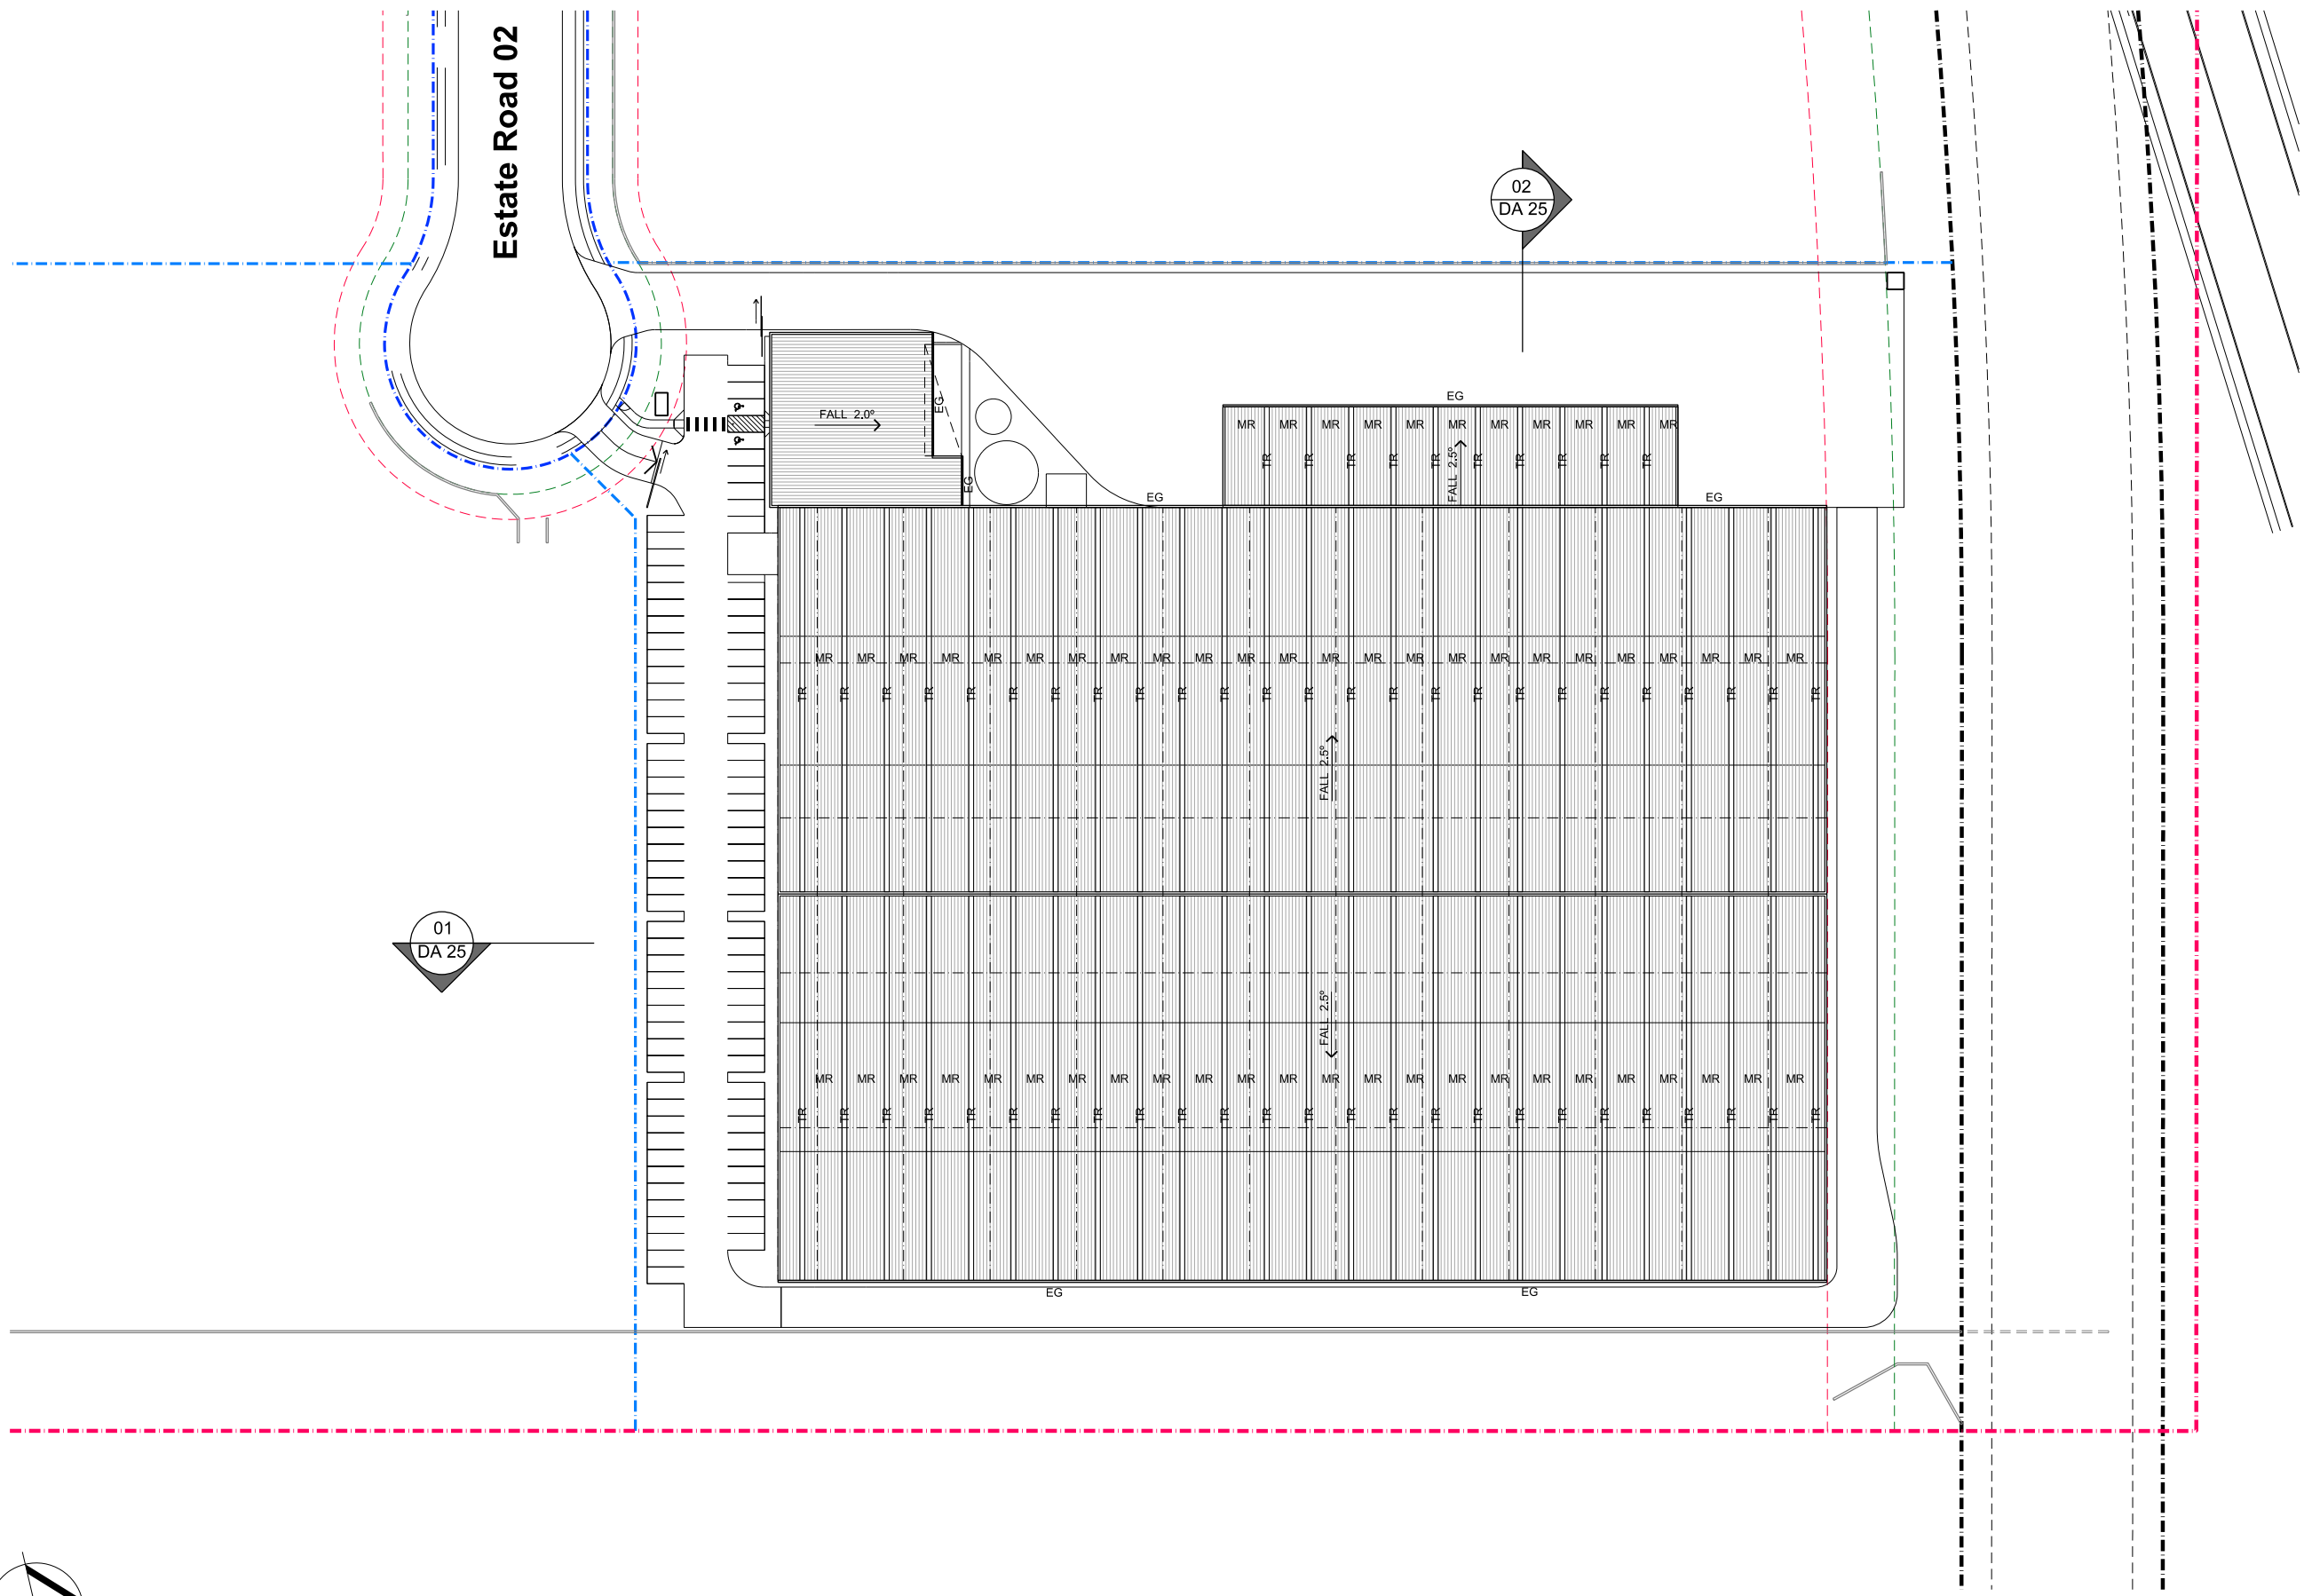 Estate Road 02
02
DA 25
FALL 2.0°
EG
EG
EG
MR MR MR MR MR MR MR MR MR MR MR
TR TR TR TR TR TR TR TR TR TR
FALL 2.5°
EG
EG
MR MR MR MR MR MR MR MR MR MR MR MR MR MR MR MR MR MR MR MR MR MR MR MR
TR TR TR TR TR TR TR TR TR TR TR TR TR TR TR TR TR TR TR TR TR TR TR TR TR
FALL 2.5°
01
DA 25
FALL 2.5°
MR MR MR MR MR MR MR MR MR MR MR MR MR MR MR MR MR MR MR MR MR MR MR MR
TR TR TR TR TR TR TR TR TR TR TR TR TR TR TR TR TR TR TR TR TR TR TR TR TR
EG
EG